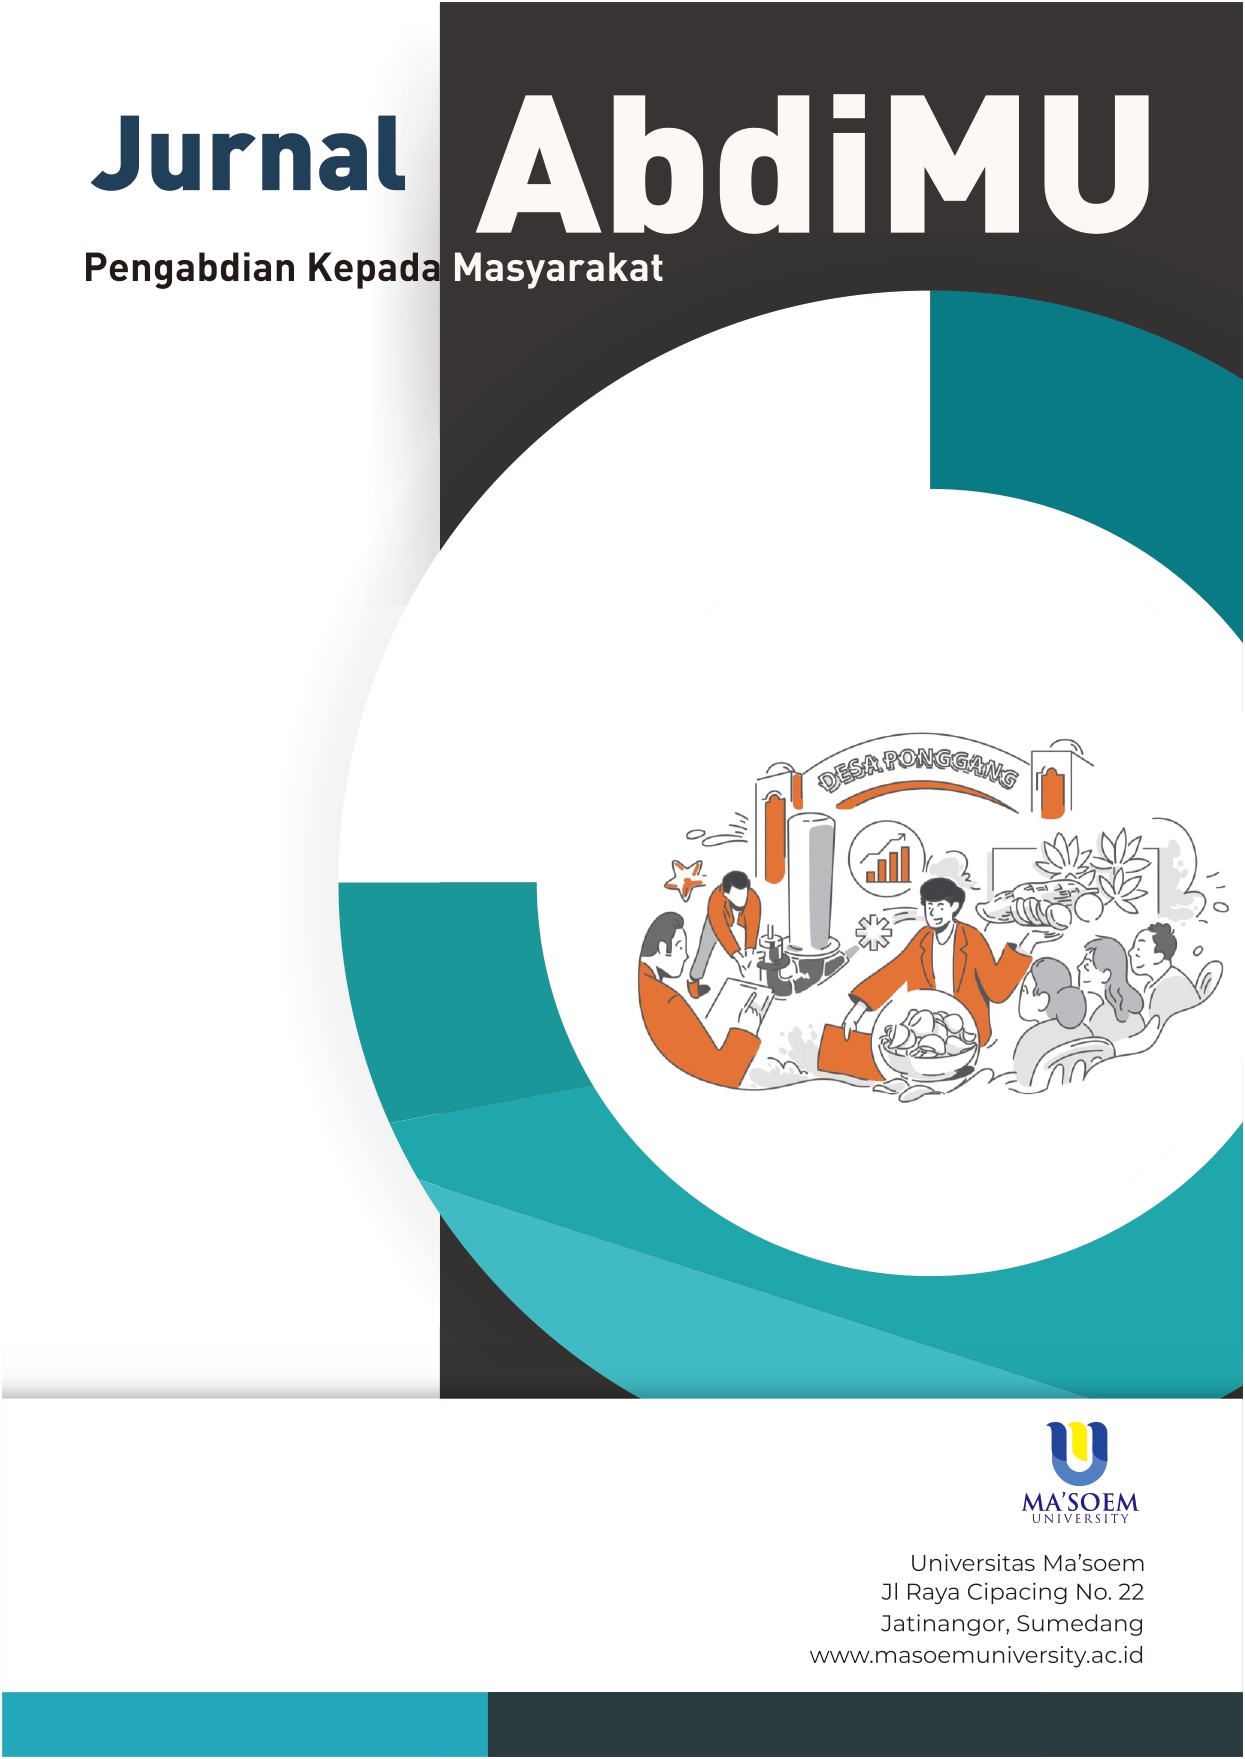 Jurnal AbdiMU
Pengabdian Kepada Masyarakat
DESA PONGGANG
MA'SOEM
UNIVERSITY
Universitas Ma'soem
Jl Raya Cipacing No. 22
Jatinangor, Sumedang
www.masoemuniversity.ac.id